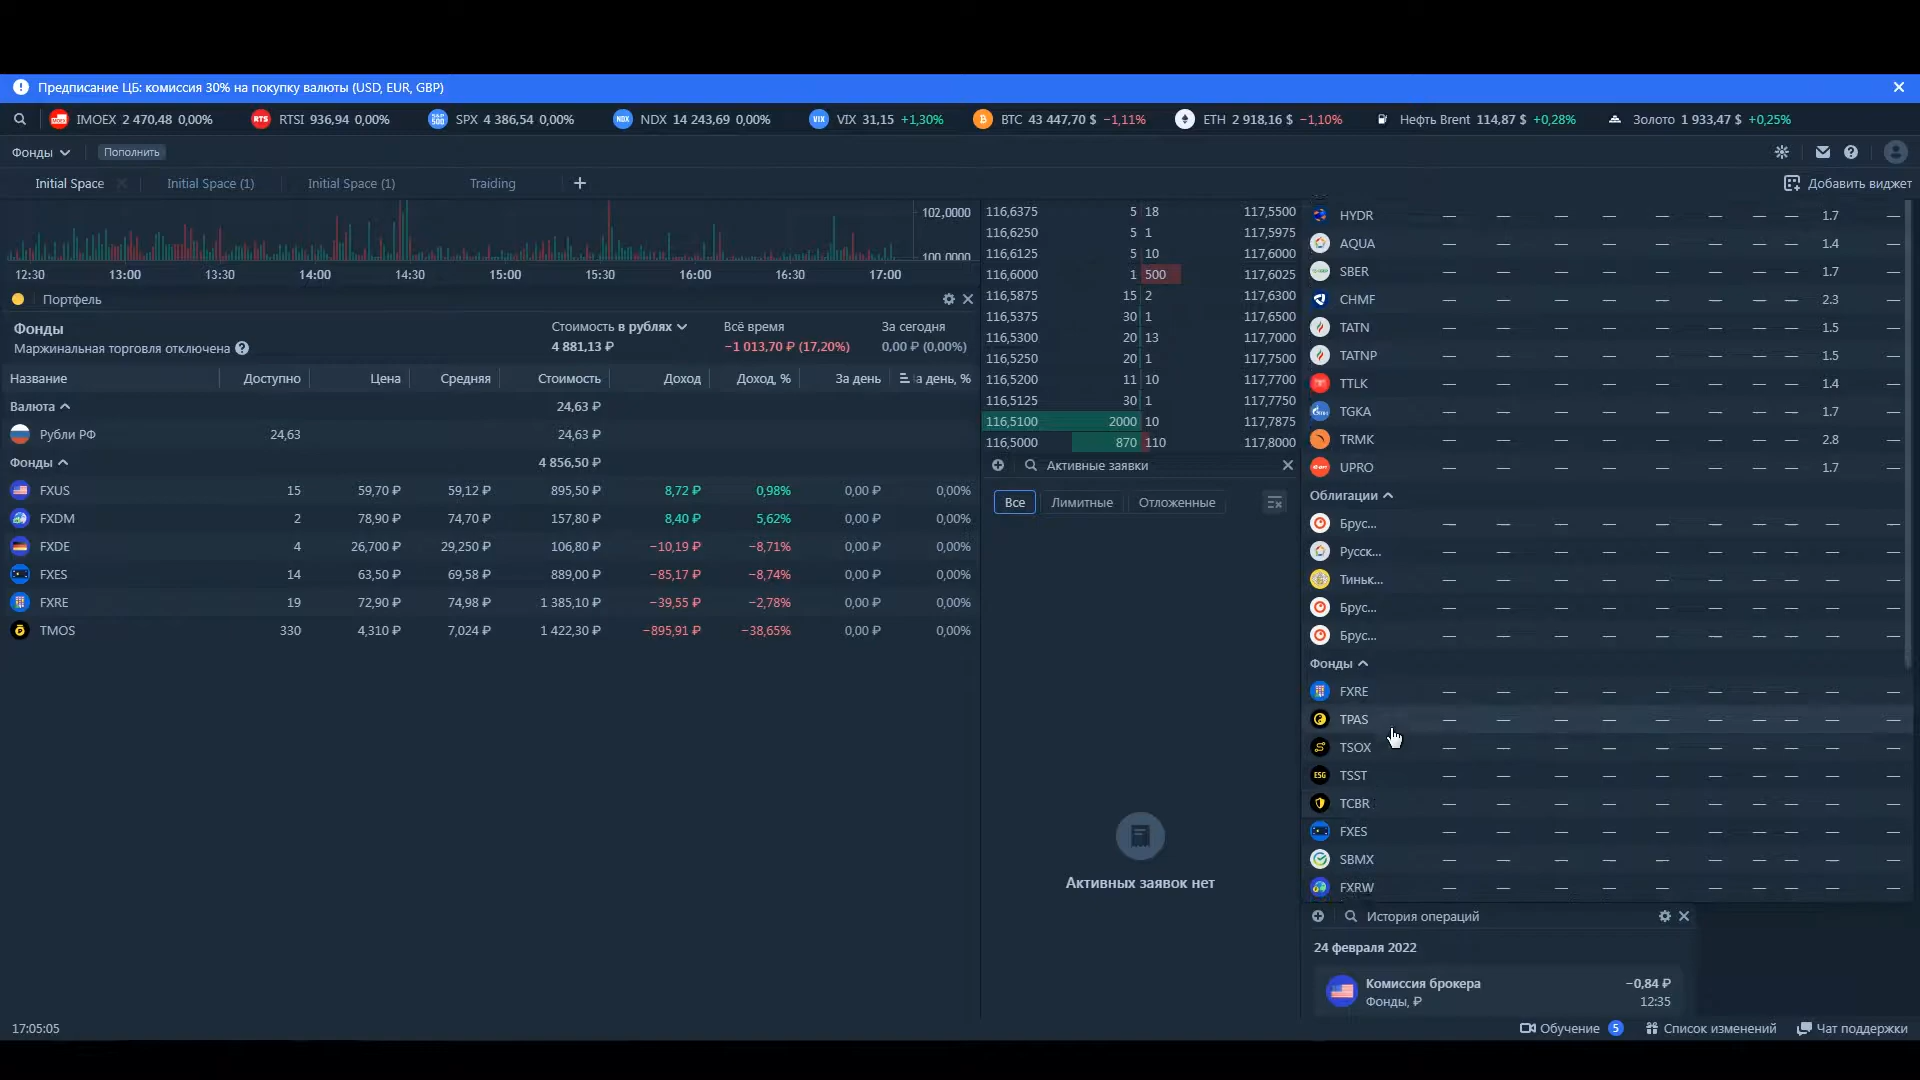 Предписание ЦБ: комиссия 30% на покупку валюты (USD, EUR, GBP)
IMOEX 2 470,48 0,00% RTS RTSI 936,94 0,00% S&P 500 SPX 4 386,54 0,00% NDX NDX 14 243,69 0,00% VIX VIX 31,15 +1,30% BTC 43 447,70 $ −1,11% ETH 2 918,16 $ −1,10% Нефть Brent 114,87 $ +0,28% Золото 1 933,47 $ +0,25%
Фонды Пополнить
Initial Space Initial Space (1) Initial Space (1) Traiding Добавить виджет
102,0000
100,0000
12:30 13:00 13:30 14:00 14:30 15:00 15:30 16:00 16:30 17:00
Портфель
Фонды
Маржинальная торговля отключена
Стоимость в рублях Всё время За сегодня
4 881,13 ₽ −1 013,70 ₽ (17,20%) 0,00 ₽ (0,00%)
Название Доступно Цена Средняя Стоимость Доход Доход, % За день а день, %
Валюта 24,63 ₽
Рубли РФ 24,63 24,63 ₽
Фонды 4 856,50 ₽
FXUS 15 59,70 ₽ 59,12 ₽ 895,50 ₽ 8,72 ₽ 0,98% 0,00 ₽ 0,00%
FXDM 2 78,90 ₽ 74,70 ₽ 157,80 ₽ 8,40 ₽ 5,62% 0,00 ₽ 0,00%
FXDE 4 26,700 ₽ 29,250 ₽ 106,80 ₽ −10,19 ₽ −8,71% 0,00 ₽ 0,00%
FXES 14 63,50 ₽ 69,58 ₽ 889,00 ₽ −85,17 ₽ −8,74% 0,00 ₽ 0,00%
FXRE 19 72,90 ₽ 74,98 ₽ 1 385,10 ₽ −39,55 ₽ −2,78% 0,00 ₽ 0,00%
TMOS 330 4,310 ₽ 7,024 ₽ 1 422,30 ₽ −895,91 ₽ −38,65% 0,00 ₽ 0,00%
116,6375 5 18 117,5500
116,6250 5 1 117,5975
116,6125 5 10 117,6000
116,6000 1 500 117,6025
116,5875 15 2 117,6300
116,5375 30 1 117,6500
116,5300 20 13 117,7000
116,5250 20 1 117,7500
116,5200 11 10 117,7700
116,5125 30 1 117,7750
116,5100 2000 10 117,7875
116,5000 870 110 117,8000
Активные заявки
Все Лимитные Отложенные
Активных заявок нет
HYDR — — — — — — — — 1.7 —
AQUA — — — — — — — — 1.4 —
SBER — — — — — — — — 1.7 —
CHMF — — — — — — — — 2.3 —
TATN — — — — — — — — 1.5 —
TATNP — — — — — — — — 1.5 —
TTLK — — — — — — — — 1.4 —
TGKA — — — — — — — — 1.7 —
TRMK — — — — — — — — 2.8 —
UPRO — — — — — — — — 1.7 —
Облигации
Брус... — — — — — — — — — —
Русск... — — — — — — — — — —
Тиньк... — — — — — — — — — —
Брус... — — — — — — — — — —
Брус... — — — — — — — — — —
Фонды
FXRE — — — — — — — — — —
TPAS — — — — — — — — — —
TSOX — — — — — — — — — —
ESG TSST — — — — — — — — — —
TCBR — — — — — — — — — —
FXES — — — — — — — — — —
SBMX — — — — — — — — — —
FXRW — — — — — — — — — —
История операций
24 февраля 2022
Комиссия брокера −0,84 ₽
Фонды, ₽ 12:35
17:05:05 Обучение 5 Список изменений Чат поддержки